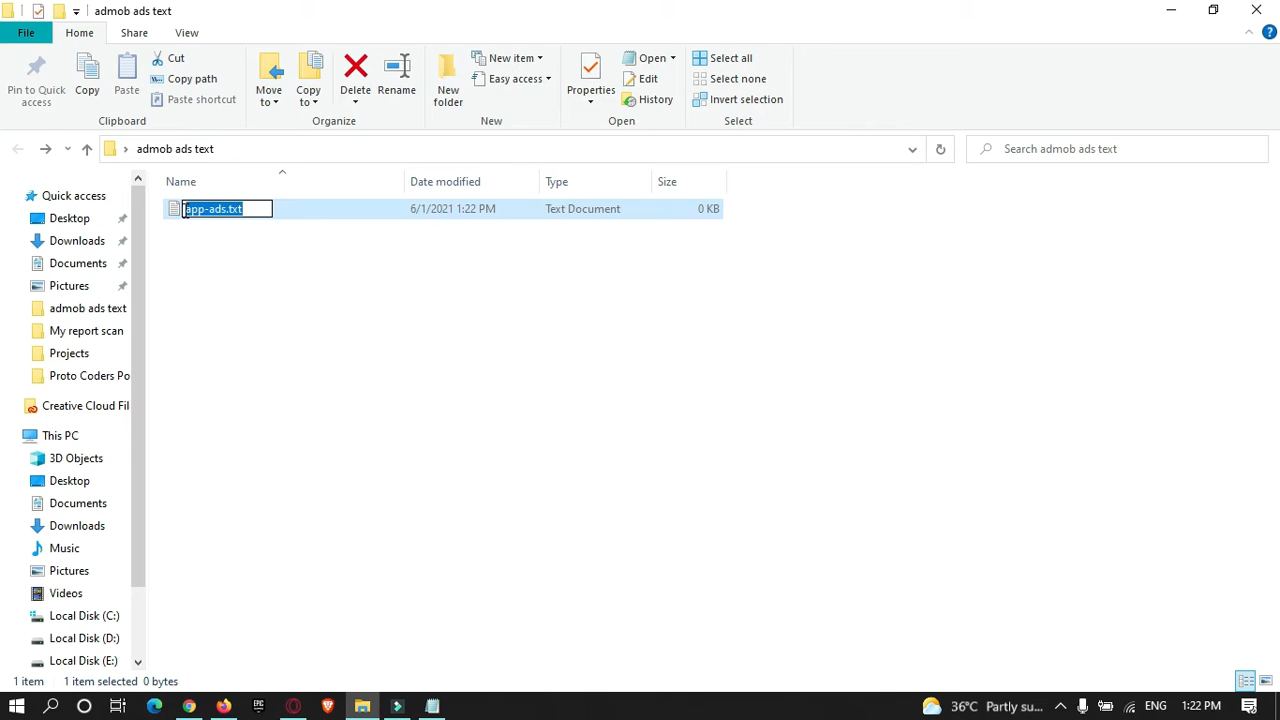 admob ads text
File
Home
Share
View
Pin to Quick access
Copy
Paste
Cut
Copy path
Paste shortcut
Clipboard
Move to
Copy to
Delete
Rename
Organize
New folder
New item
Easy access
New
Properties
Open
Edit
History
Open
Select all
Select none
Invert selection
Select
admob ads text
Search admob ads text
Name
Date modified
Type
Size
app-ads.txt
6/1/2021 1:22 PM
Text Document
0 KB
Quick access
Desktop
Downloads
Documents
Pictures
admob ads text
My report scan
Projects
Proto Coders Po
Creative Cloud Fil
This PC
3D Objects
Desktop
Documents
Downloads
Music
Pictures
Videos
Local Disk (C:)
Local Disk (D:)
Local Disk (E:)
1 item
1 item selected 0 bytes
EPIC
36°C Partly su...
ENG
1:22 PM